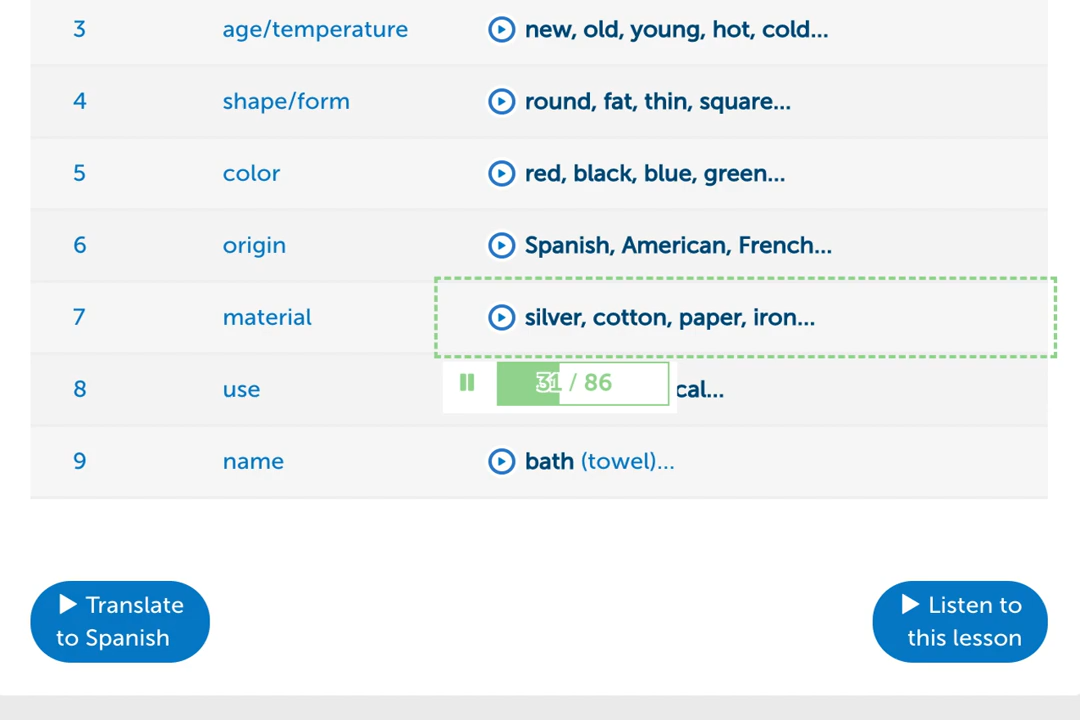 3 age/temperature new, old, young, hot, cold...
4 shape/form round, fat, thin, square...
5 color red, black, blue, green...
6 origin Spanish, American, French...
7 material silver, cotton, paper, iron...
8 use cal...
31 / 86
9 name bath (towel)...
Translate
to Spanish
Listen to
this lesson